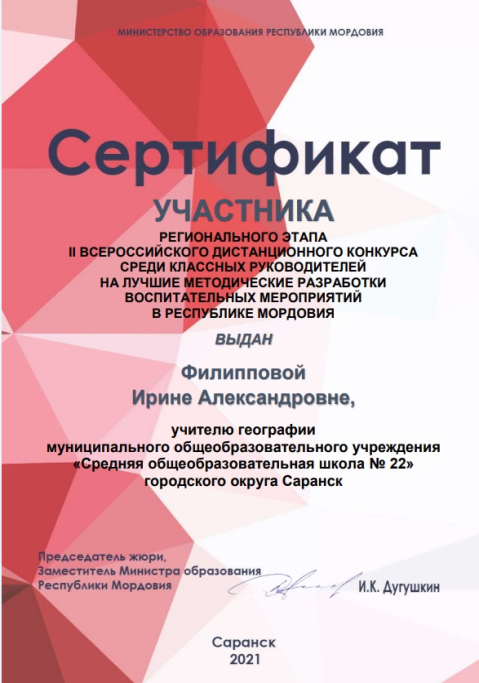 МИНИСТЕРСТВО ОБРАЗОВАНИЯ РЕСПУБЛИКИ МОРДОВИЯ
Сертификат
УЧАСТНИКА
РЕГИОНАЛЬНОГО ЭТАПА
II ВСЕРОССИЙСКОГО ДИСТАНЦИОННОГО КОНКУРСА
СРЕДИ КЛАССНЫХ РУКОВОДИТЕЛЕЙ
НА ЛУЧШИЕ МЕТОДИЧЕСКИЕ РАЗРАБОТКИ
ВОСПИТАТЕЛЬНЫХ МЕРОПРИЯТИЙ
В РЕСПУБЛИКЕ МОРДОВИЯ
ВЫДАН
Филипповой
Ирине Александровне,
учителю географии
муниципального общеобразовательного учреждения
«Средняя общеобразовательная школа № 22»
городского округа Саранск
Председатель жюри,
Заместитель Министра образования
Республики Мордовия
И.К. Дугушкин
Саранск
2021